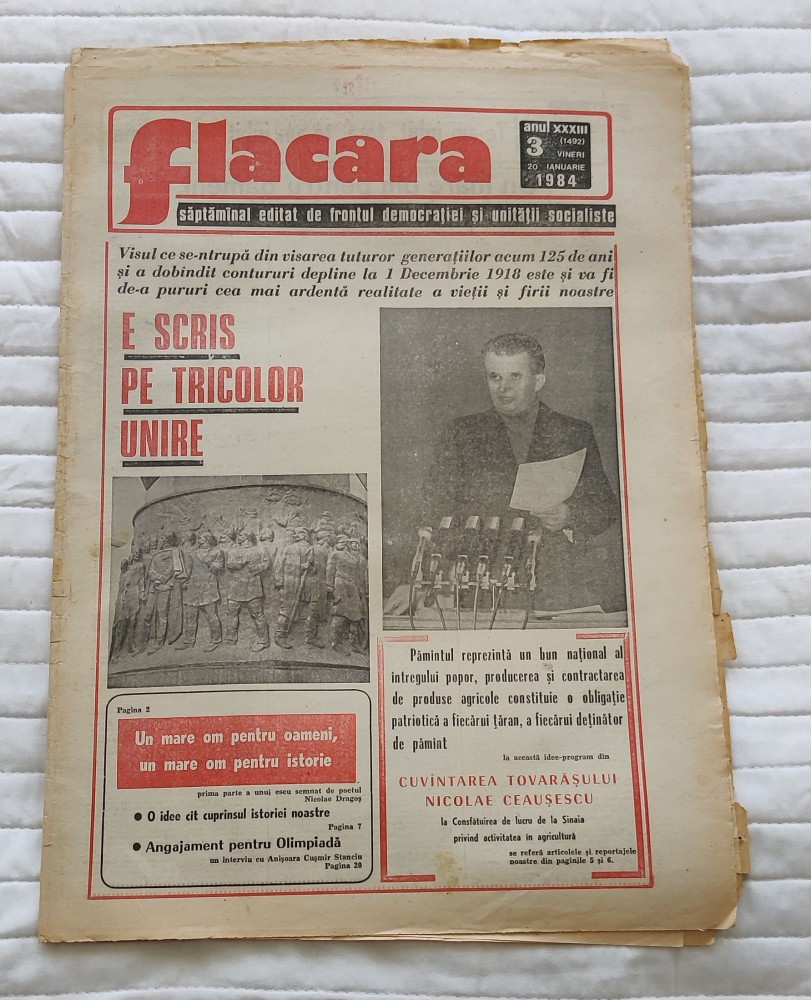 flacăra
anul XXXIII
3 (1492)
VINERI
20 IANUARIE
1984
săptămînal editat de frontul democrației și unității socialiste
Visul ce se-ntrupă din visarea tuturor generațiilor acum 125 de ani
și a dobîndit contururi depline la 1 Decembrie 1918 este și va fi
de-a pururi cea mai ardentă realitate a vieții și firii noastre
E SCRIS
PE TRICOLOR
UNIRE
Pagina 2
Un mare om pentru oameni,
un mare om pentru istorie
prima parte a unui eseu semnat de poetul
Nicolae Dragoș
● O idee cît cuprinsul istoriei noastre
Pagina 7
● Angajament pentru Olimpiadă
un interviu cu Anișoara Cușmir Stanciu
Pagina 20
Pămîntul reprezintă un bun național al
întregului popor, producerea și contractarea
de produse agricole constituie o obligație
patriotică a fiecărui țăran, a fiecărui deținător
de pămînt
la această idee-program din
CUVÎNTAREA TOVARĂȘULUI
NICOLAE CEAUȘESCU
la Consfătuirea de lucru de la Sinaia
privind activitatea în agricultură
se referă articolele și reportajele
noastre din paginile 5 și 6.